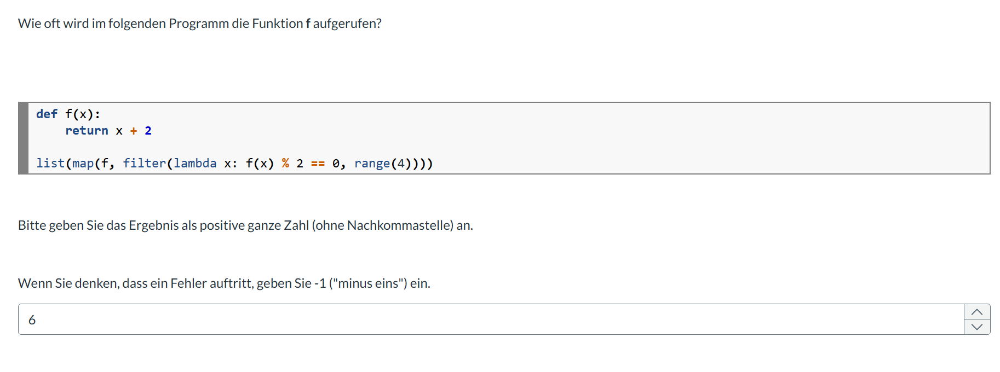 Wie oft wird im folgenden Programm die Funktion f aufgerufen?
def f(x):
    return x + 2
list(map(f, filter(lambda x: f(x) % 2 == 0, range(4))))
Bitte geben Sie das Ergebnis als positive ganze Zahl (ohne Nachkommastelle) an.
Wenn Sie denken, dass ein Fehler auftritt, geben Sie -1 ("minus eins") ein.
6